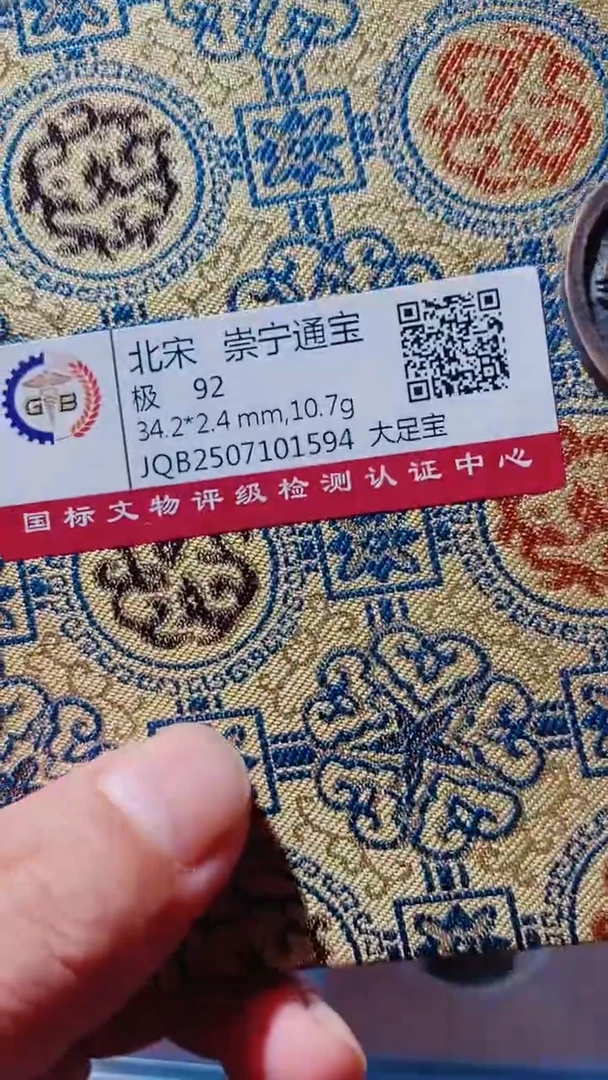 北宋 崇宁通宝
极 92
34.2*2.4 mm,10.7g
JQB2507101594 大足宝
GB
国标文物评级检测认证中心